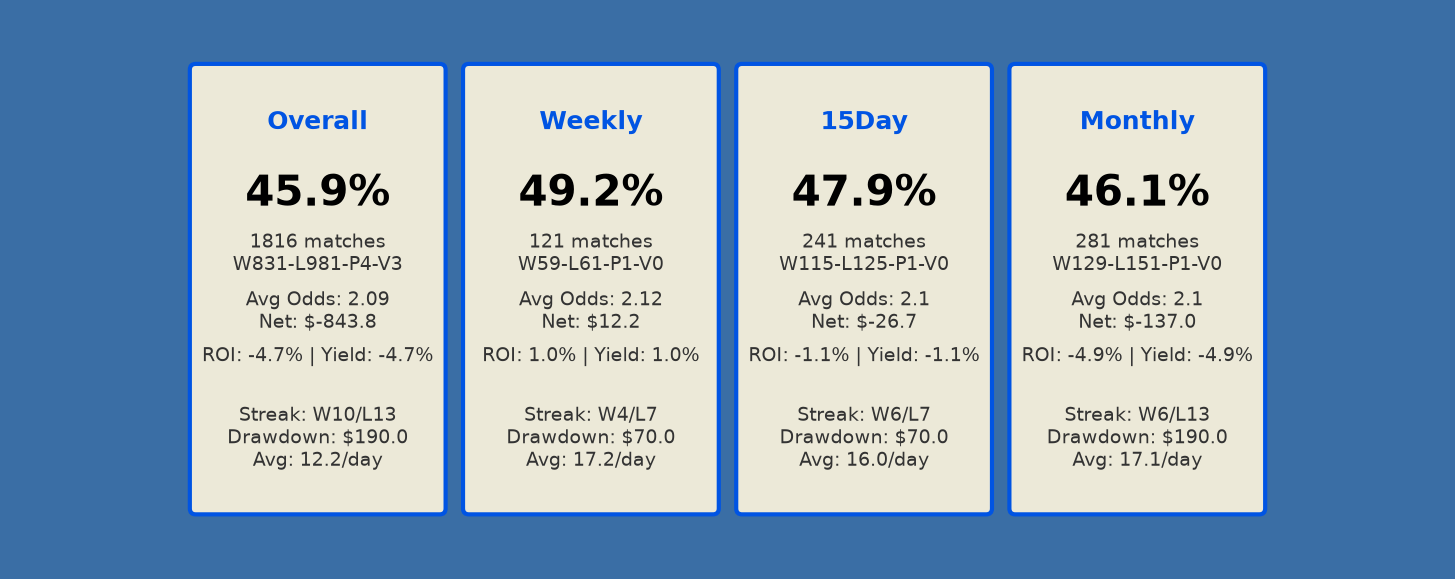 Overall
45.9%
1816 matches
W831-L981-P4-V3
Avg Odds: 2.09
Net: $-843.8
ROI: -4.7% | Yield: -4.7%
Streak: W10/L13
Drawdown: $190.0
Avg: 12.2/day
Weekly
49.2%
121 matches
W59-L61-P1-V0
Avg Odds: 2.12
Net: $12.2
ROI: 1.0% | Yield: 1.0%
Streak: W4/L7
Drawdown: $70.0
Avg: 17.2/day
15Day
47.9%
241 matches
W115-L125-P1-V0
Avg Odds: 2.1
Net: $-26.7
ROI: -1.1% | Yield: -1.1%
Streak: W6/L7
Drawdown: $70.0
Avg: 16.0/day
Monthly
46.1%
281 matches
W129-L151-P1-V0
Avg Odds: 2.1
Net: $-137.0
ROI: -4.9% | Yield: -4.9%
Streak: W6/L13
Drawdown: $190.0
Avg: 17.1/day